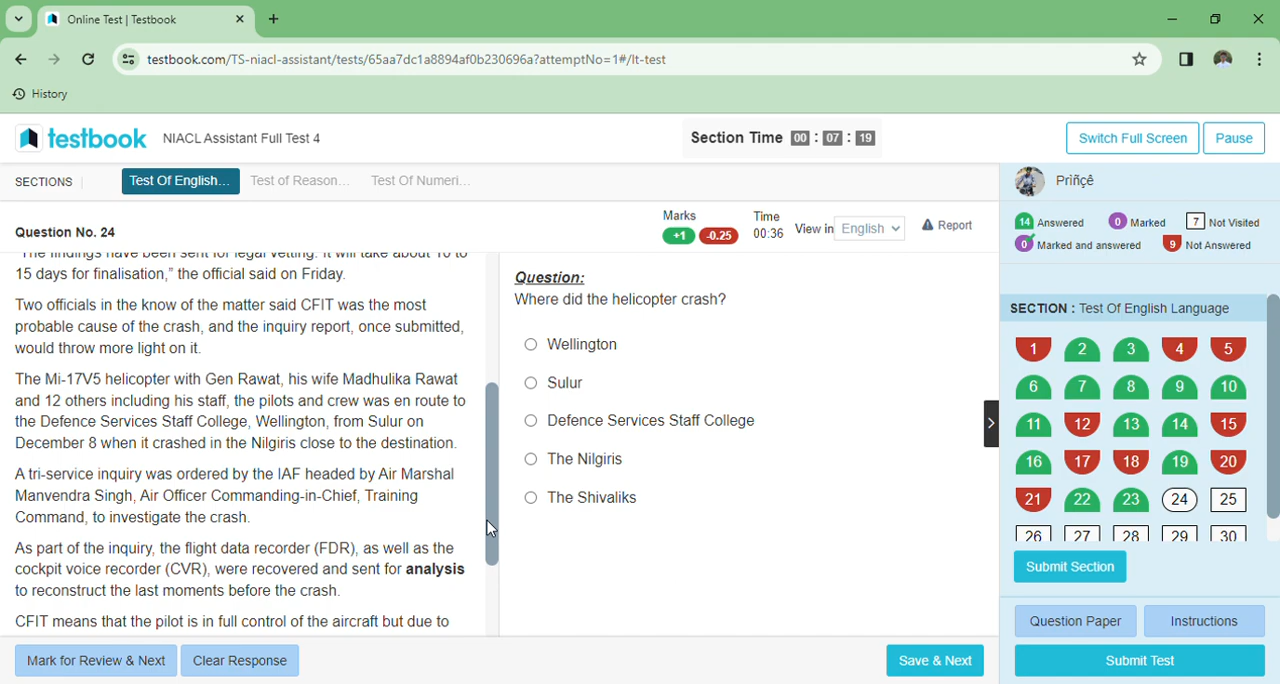 Online Test | Testbook
testbook.com/TS-niacl-assistant/tests/65aa7dc1a8894af0b230696a?attemptNo=1#/lt-test
History
testbook NIACL Assistant Full Test 4
Section Time 00 : 07 : 19
Switch Full Screen
Pause
SECTIONS
Test Of English...
Test of Reason...
Test Of Numeri...
Question No. 24
Marks
+1 -0.25
Time
00:36
View in English
Report
"The findings have been sent for legal vetting. It will take about 10 to
15 days for finalisation," the official said on Friday.
Two officials in the know of the matter said CFIT was the most
probable cause of the crash, and the inquiry report, once submitted,
would throw more light on it.
The Mi-17V5 helicopter with Gen Rawat, his wife Madhulika Rawat
and 12 others including his staff, the pilots and crew was en route to
the Defence Services Staff College, Wellington, from Sulur on
December 8 when it crashed in the Nilgiris close to the destination.
A tri-service inquiry was ordered by the IAF headed by Air Marshal
Manvendra Singh, Air Officer Commanding-in-Chief, Training
Command, to investigate the crash.
As part of the inquiry, the flight data recorder (FDR), as well as the
cockpit voice recorder (CVR), were recovered and sent for analysis
to reconstruct the last moments before the crash.
CFIT means that the pilot is in full control of the aircraft but due to
Question:
Where did the helicopter crash?
Wellington
Sulur
Defence Services Staff College
The Nilgiris
The Shivaliks
Mark for Review & Next
Clear Response
Save & Next
Prïñçê
14 Answered
0 Marked
7 Not Visited
0 Marked and answered
9 Not Answered
SECTION : Test Of English Language
1 2 3 4 5
6 7 8 9 10
11 12 13 14 15
16 17 18 19 20
21 22 23 24 25
26 27 28 29 30
Submit Section
Question Paper
Instructions
Submit Test